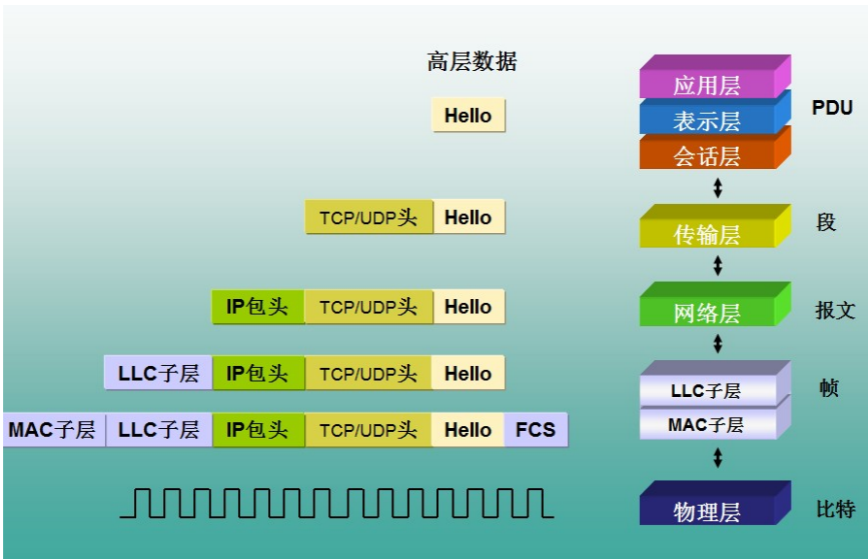 高层数据
应用层
Hello
表示层
PDU
会话层
TCP/UDP头 Hello
传输层
段
IP包头 TCP/UDP头 Hello
网络层
报文
LLC子层 IP包头 TCP/UDP头 Hello
LLC子层
帧
MAC子层 LLC子层 IP包头 TCP/UDP头 Hello FCS
MAC子层
物理层
比特